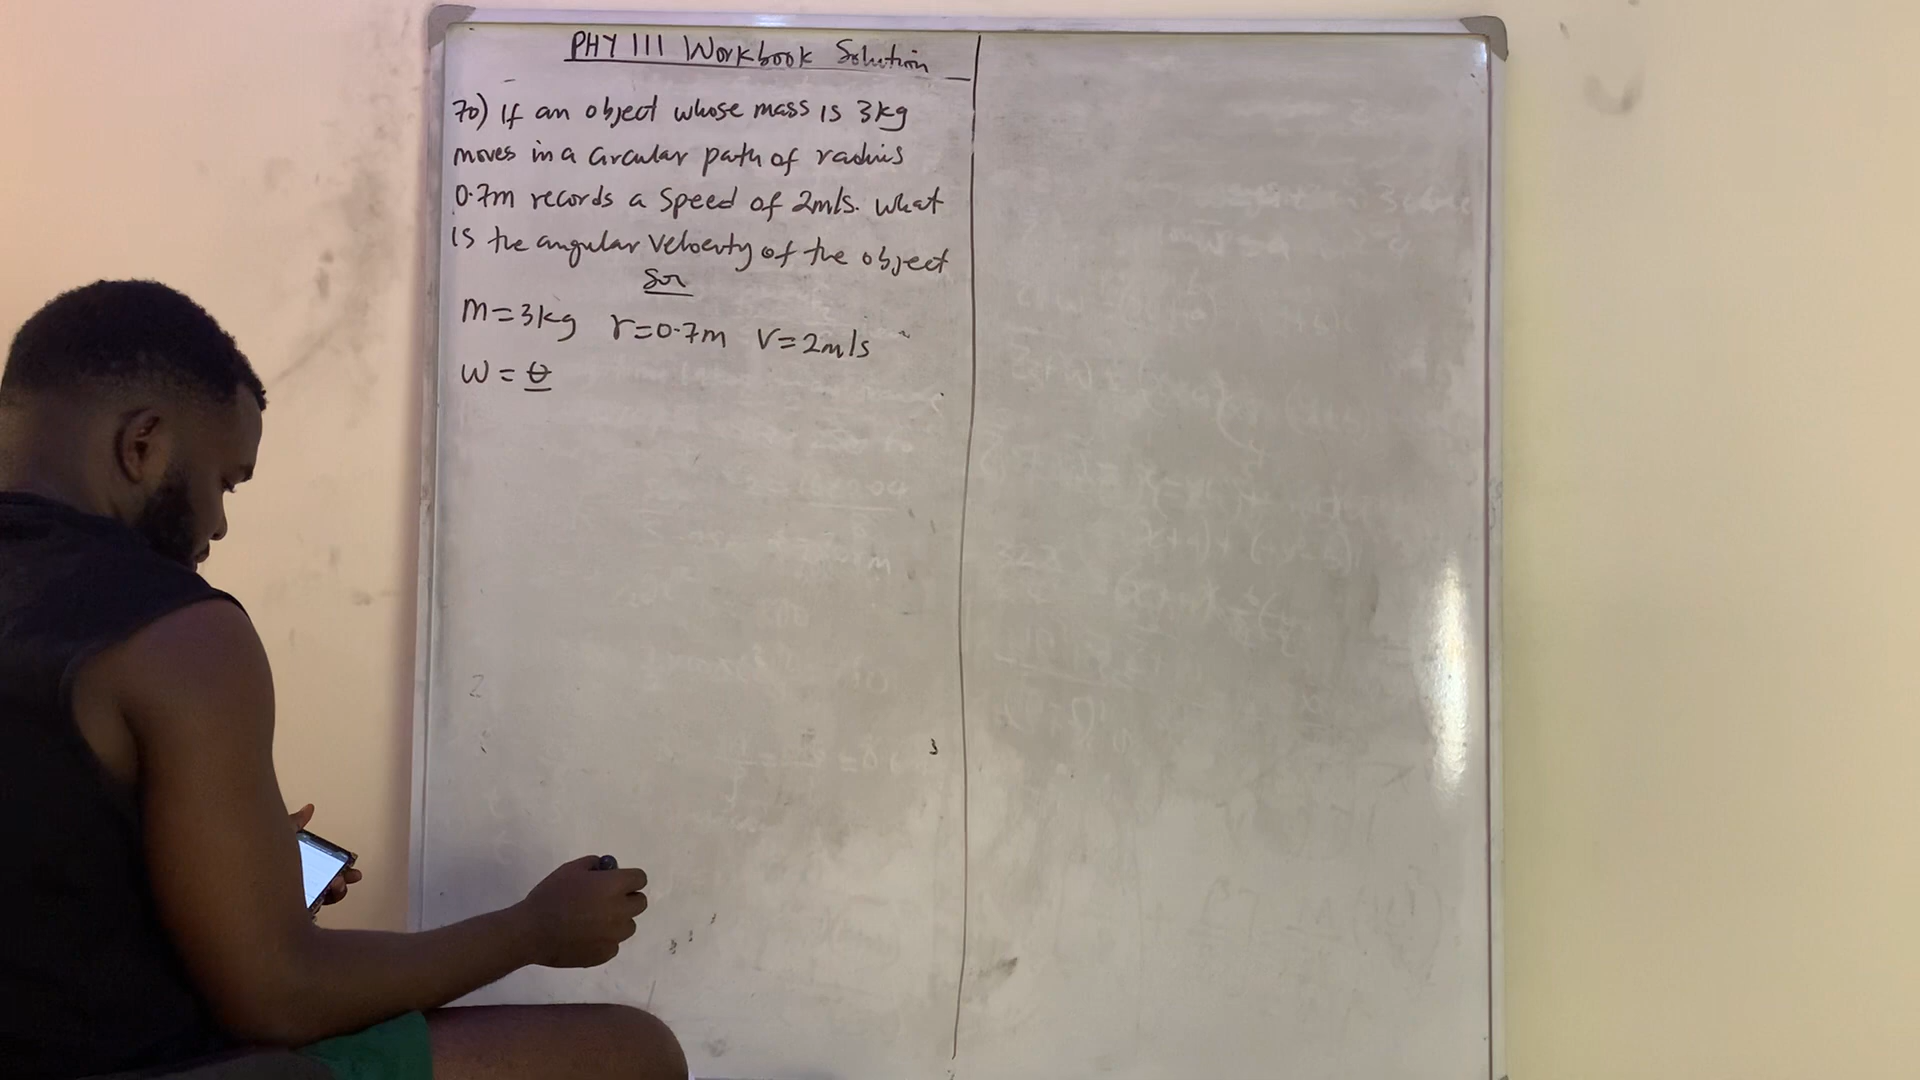 PHY 111 Workbook Solution
70) If an object whose mass is 3kg
moves in a circular path of radius
0.7m records a speed of 2m/s. what
is the angular velocity of the object
Sol
m=3kg r=0.7m v=2m/s
ω = θ